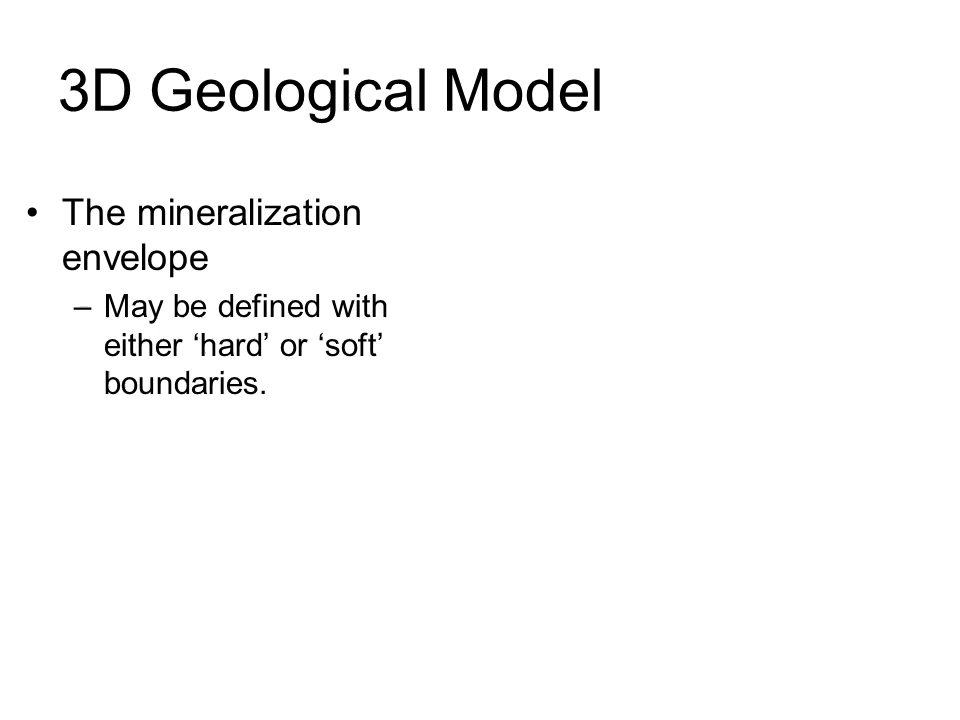 3D Geological Model
• The mineralization
envelope
– May be defined with
either ‘hard’ or ‘soft’
boundaries.